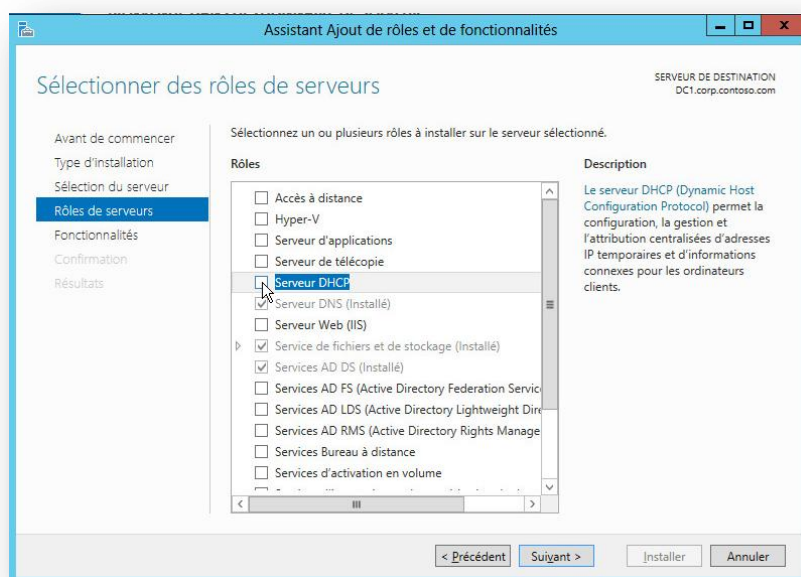 Assistant Ajout de rôles et de fonctionnalités
x
Sélectionner des rôles de serveurs
SERVEUR DE DESTINATION
DC1.corp.contoso.com
Avant de commencer
Type d'installation
Sélection du serveur
Rôles de serveurs
Fonctionnalités
Confirmation
Résultats
Sélectionnez un ou plusieurs rôles à installer sur le serveur sélectionné.
Rôles
Accès à distance
Hyper-V
Serveur d'applications
Serveur de télécopie
Serveur DHCP
Serveur DNS (Installé)
Serveur Web (IIS)
Service de fichiers et de stockage (Installé)
Services AD DS (Installé)
Services AD FS (Active Directory Federation Servic
Services AD LDS (Active Directory Lightweight Dire
Services AD RMS (Active Directory Rights Manage
Services Bureau à distance
Services d'activation en volume
Description
Le serveur DHCP (Dynamic Host
Configuration Protocol) permet la
configuration, la gestion et
l'attribution centralisées d'adresses
IP temporaires et d'informations
connexes pour les ordinateurs
clients.
< Précédent
Suivant >
Installer
Annuler